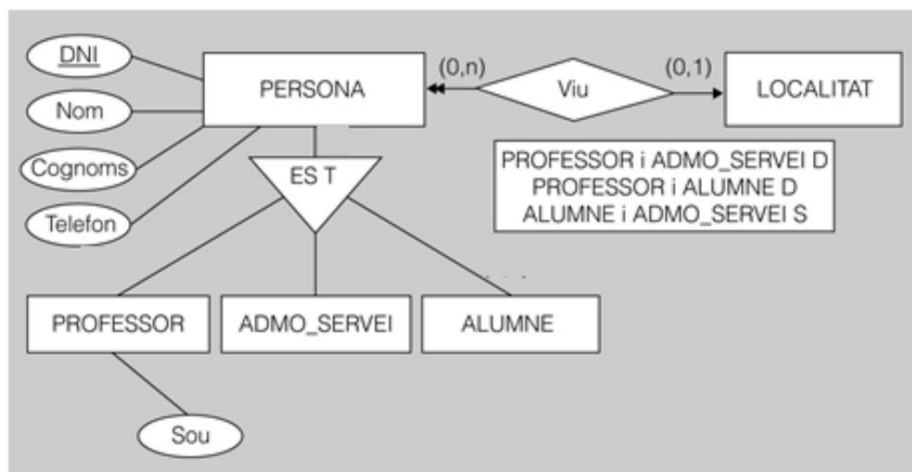 DNI
Nom
Cognoms
Telefon
PERSONA
(0,n)
Viu
(0,1)
LOCALITAT
PROFESSOR i ADMO_SERVEI D
PROFESSOR i ALUMNE D
ALUMNE i ADMO_SERVEI S
ES T
PROFESSOR
ADMO_SERVEI
ALUMNE
Sou